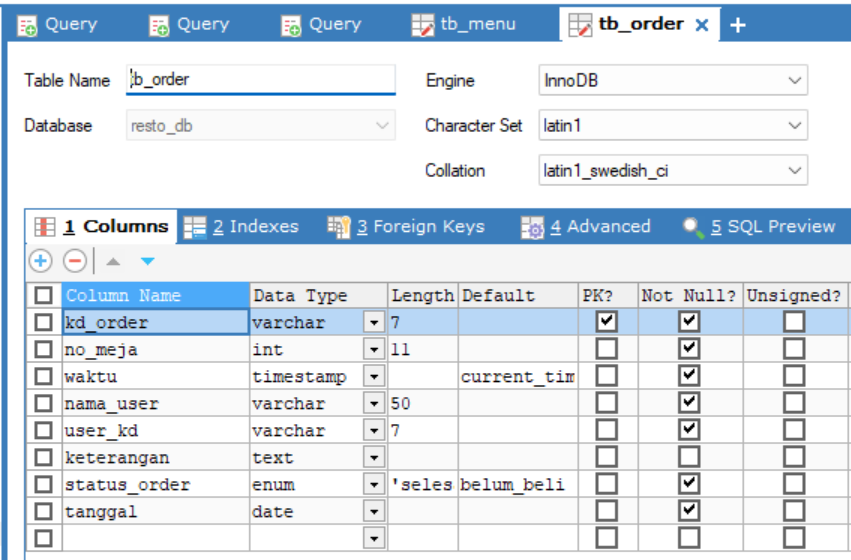 Query Query Query tb_menu tb_order
Table Name tb_order Engine InnoDB
Database resto_db Character Set latin1
Collation latin1_swedish_ci
1 Columns 2 Indexes 3 Foreign Keys 4 Advanced 5 SQL Preview
Column Name Data Type Length Default PK? Not Null? Unsigned?
kd_order varchar 7
no_meja int 11
waktu timestamp current_tim
nama_user varchar 50
user_kd varchar 7
keterangan text
status_order enum 'seles belum_beli
tanggal date